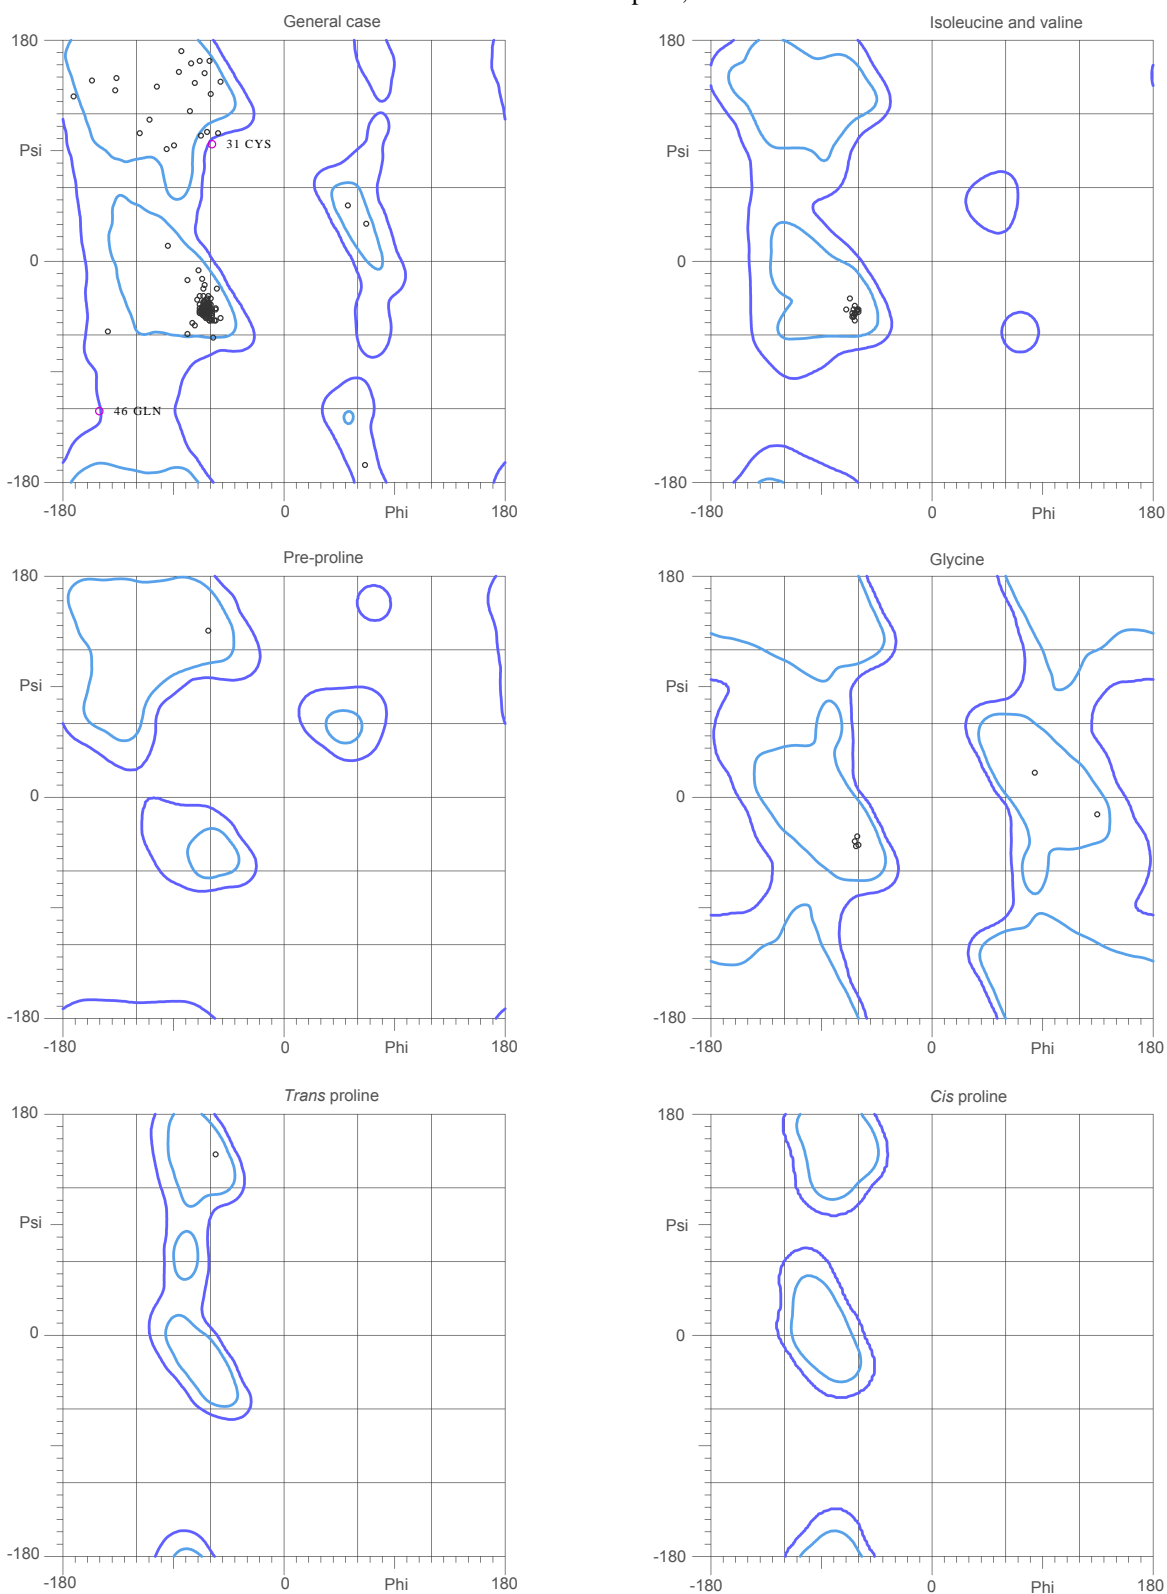 General case
Isoleucine and valine
180
180
31 CYS
Psi
Psi
0
0
46 GLN
-180
-180
-180
0
Phi
180
-180
0
Phi
180
Pre-proline
Glycine
180
180
Psi
Psi
0
0
-180
-180
-180
0
Phi
180
-180
0
Phi
180
Trans proline
Cis proline
180
180
Psi
Psi
0
0
-180
-180
-180
0
Phi
180
-180
0
Phi
180